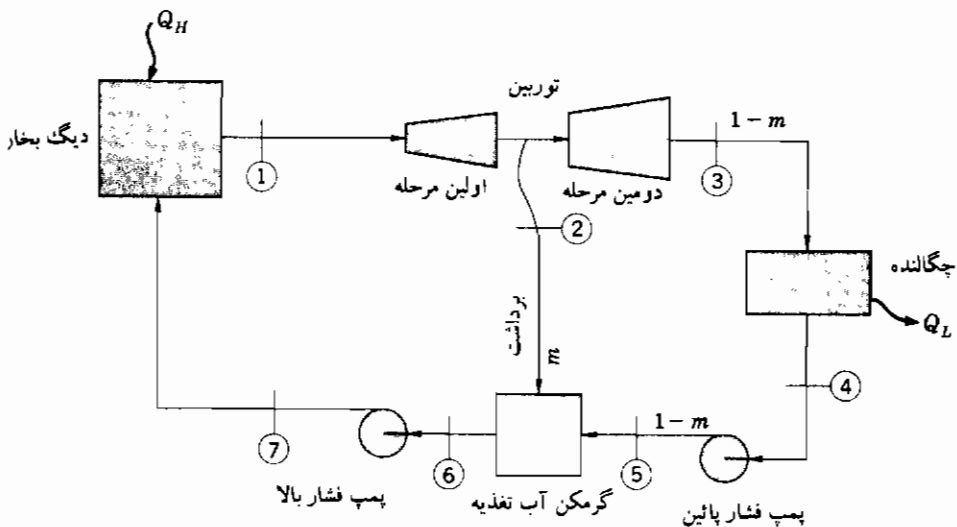 Q_H
دیگ بخار
①
توربین
اولین مرحله
دومین مرحله
1 − m
③
②
برداشت
m
چگالنده
Q_L
④
1 − m
⑤
⑥
⑦
پمپ فشار بالا
گرمکن آب تغذیه
پمپ فشار پائین